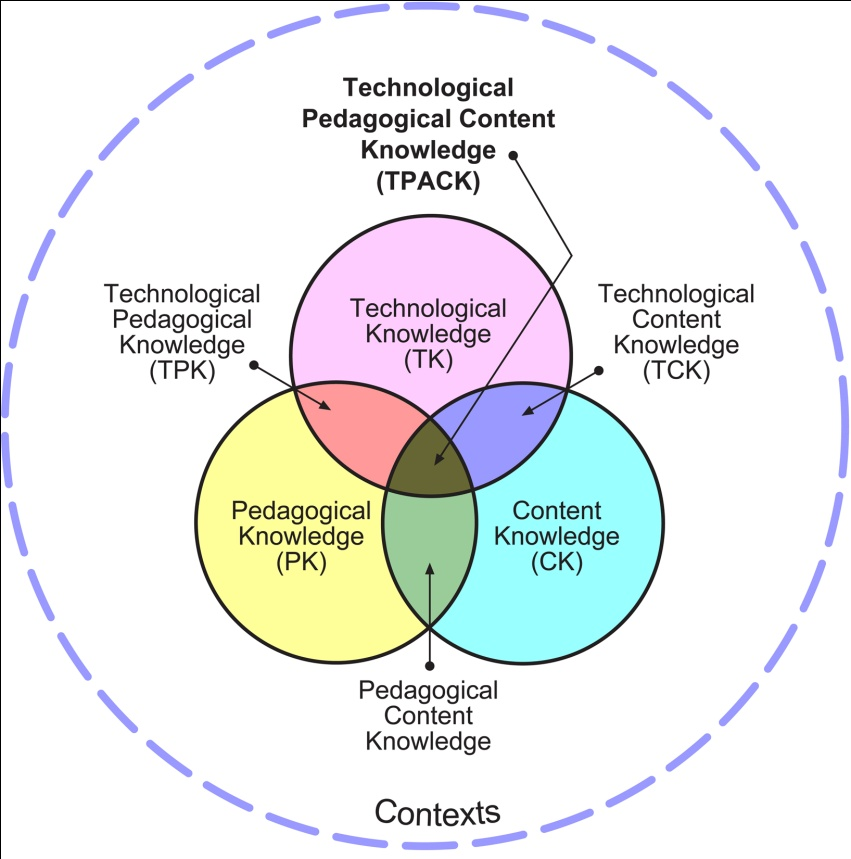 Technological
Pedagogical Content
Knowledge
(TPACK)
Technological
Pedagogical
Knowledge
(TPK)
Technological
Knowledge
(TK)
Technological
Content
Knowledge
(TCK)
Pedagogical
Knowledge
(PK)
Content
Knowledge
(CK)
Pedagogical
Content
Knowledge
Contexts